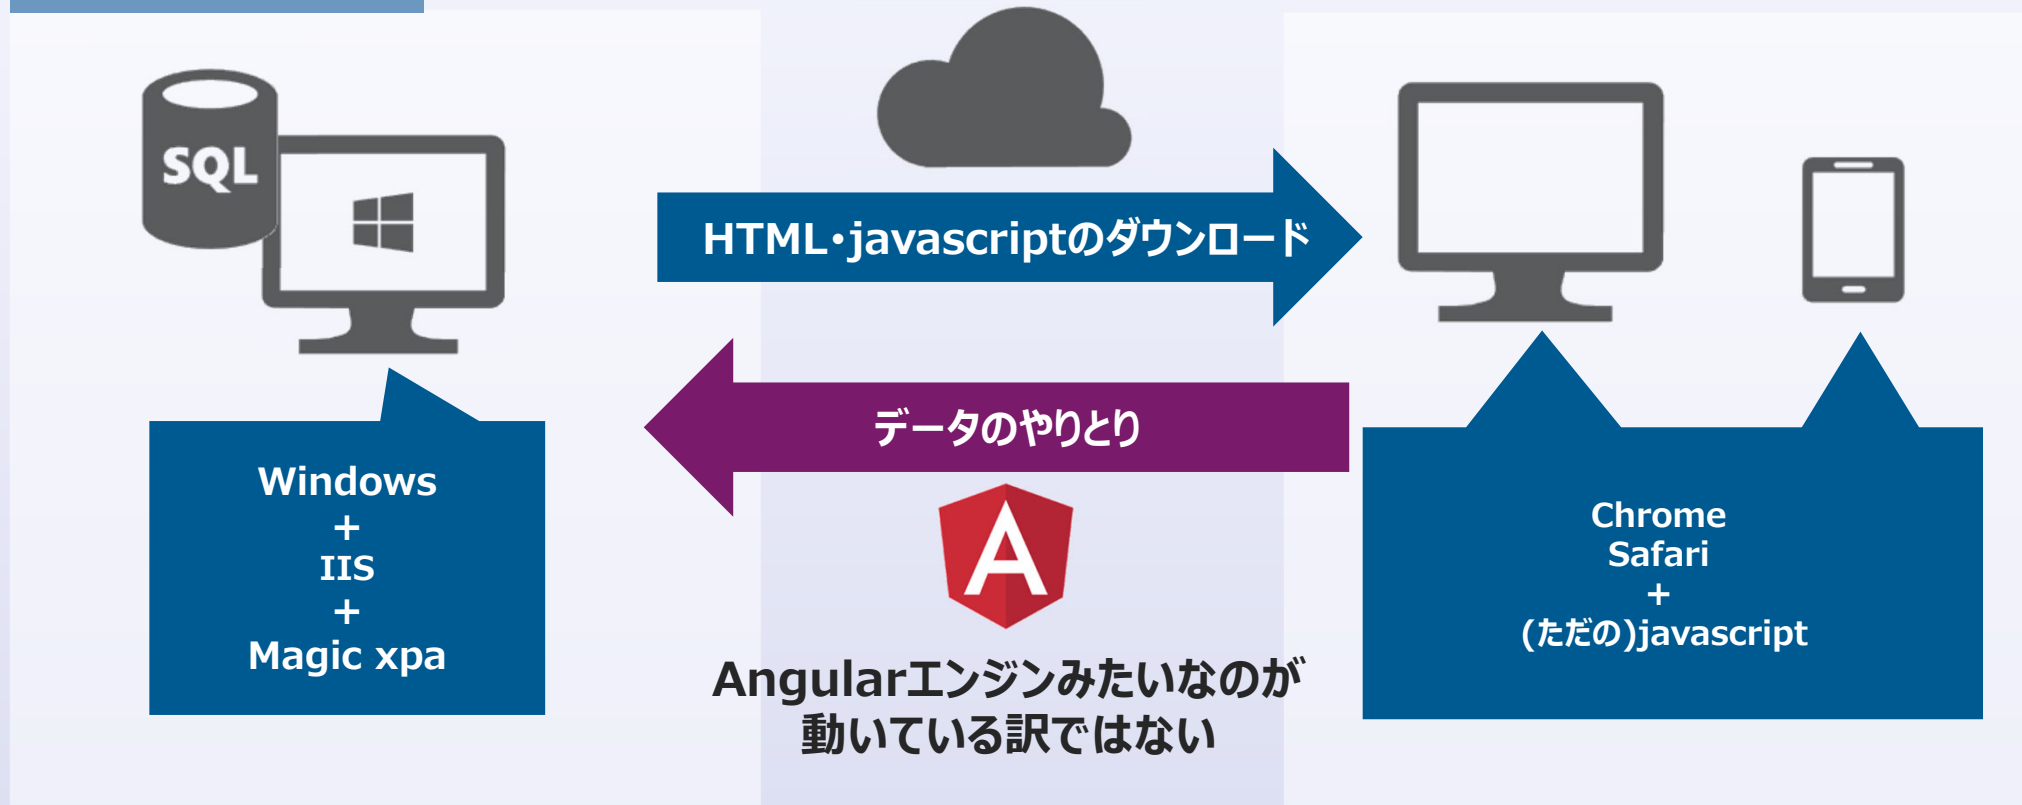 SQL
HTML・javascriptのダウンロード
データのやりとり
Windows
+
IIS
+
Magic xpa
A
Angularエンジンみたいなのが
動いている訳ではない
Chrome
Safari
+
(ただの)javascript